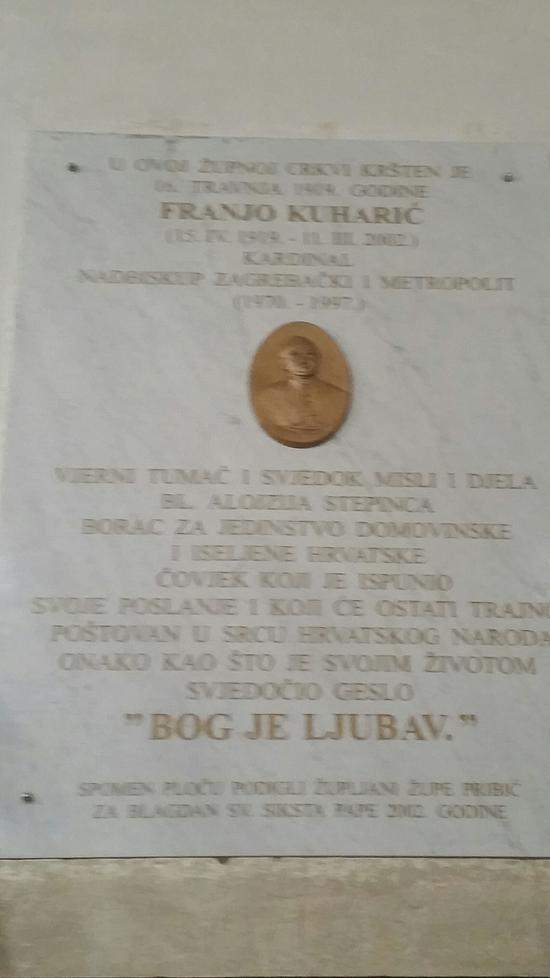 U OVOJ ŽUPNOJ CRKVI KRŠTEN JE
16. TRAVNJA 1919. GODINE
FRANJO KUHARIĆ
(15. IV. 1919. - 11. III. 2002.)
KARDINAL
NADBISKUP ZAGREBAČKI I METROPOLIT
(1970. - 1997.)
VJERNI TUMAČ I SVJEDOK MISLI I DJELA
BL. ALOJZIJA STEPINCA
BORAC ZA JEDINSTVO DOMOVINSKE
I ISELJENE HRVATSKE
ČOVJEK KOJI JE ISPUNIO
SVOJE POSLANJE I KOJI ĆE OSTATI TRAJNO
POŠTOVAN U SRCU HRVATSKOG NARODA
ONAKO KAO ŠTO JE SVOJIM ŽIVOTOM
SVJEDOČIO GESLO
"BOG JE LJUBAV."
SPOMEN PLOČU PODIGLI ŽUPLJANI ŽUPE PRIBIĆ
ZA BLAGDAN SV. SIKSTA PAPE 2002. GODINE